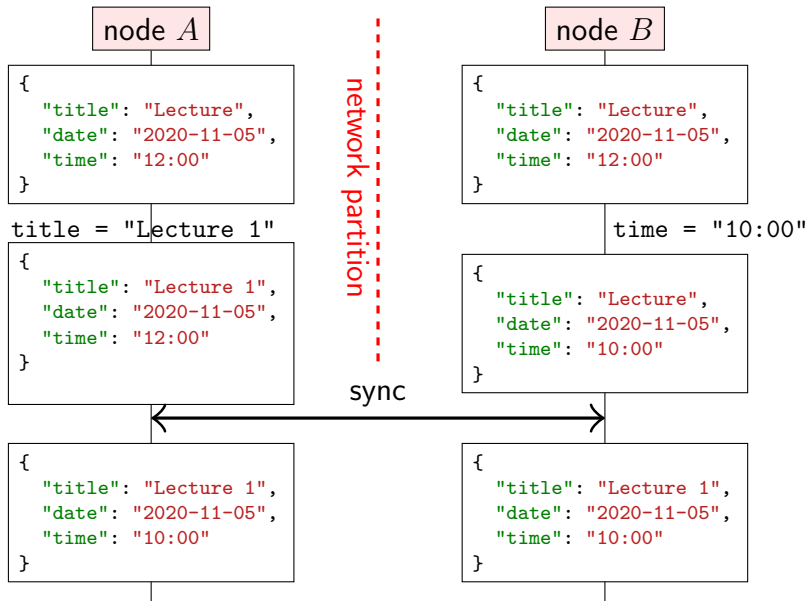 node A
{
"title": "Lecture",
"date": "2020-11-05",
"time": "12:00"
}
title = "Lecture 1"
{
"title": "Lecture 1",
"date": "2020-11-05",
"time": "12:00"
}
{
"title": "Lecture 1",
"date": "2020-11-05",
"time": "10:00"
}
network partition
sync
node B
{
"title": "Lecture",
"date": "2020-11-05",
"time": "12:00"
}
time = "10:00"
{
"title": "Lecture",
"date": "2020-11-05",
"time": "10:00"
}
{
"title": "Lecture 1",
"date": "2020-11-05",
"time": "10:00"
}